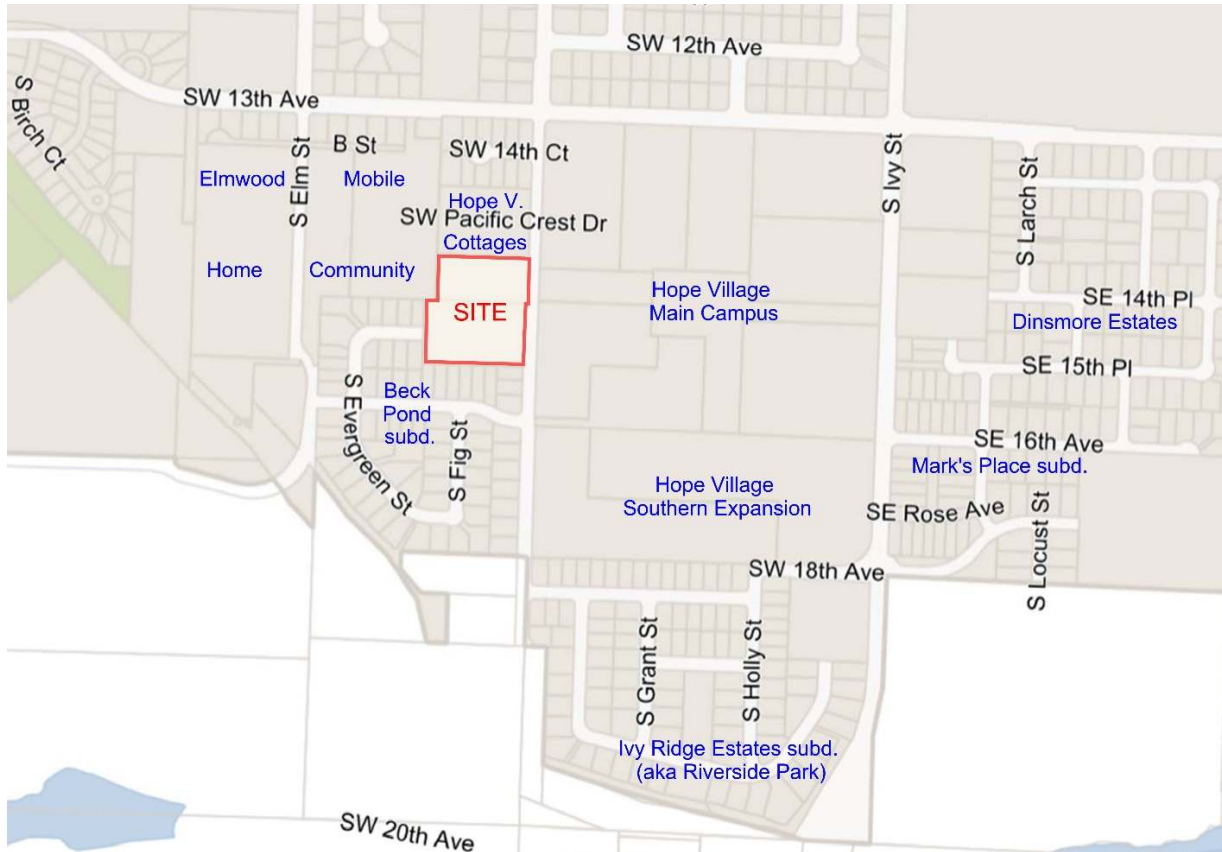 SW 12th Ave
SW 13th Ave
S Birch Ct
S Elm St
B St
SW 14th Ct
S Ivy St
S Larch St
Elmwood
Mobile
Hope V.
SW Pacific Crest Dr
Cottages
Home
Community
SITE
Hope Village
Main Campus
SE 14th Pl
Dinsmore Estates
SE 15th Pl
Beck
Pond
subd.
S Evergreen St
S Fig St
SE 16th Ave
Mark's Place subd.
Hope Village
Southern Expansion
SE Rose Ave
S Locust St
SW 18th Ave
S Grant St
S Holly St
Ivy Ridge Estates subd.
(aka Riverside Park)
SW 20th Ave